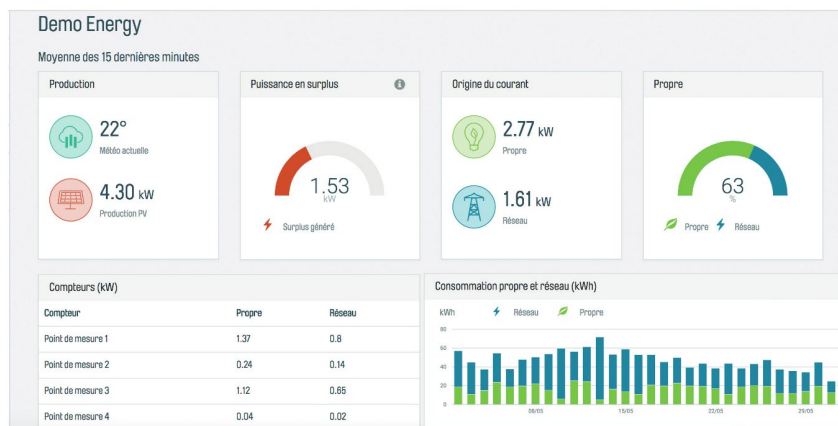 Demo Energy
Moyenne des 15 dernières minutes
Production
22°
Météo actuelle
4.30 kW
Production PV
Puissance en surplus
1.53
kW
Surplus généré
Origine du courant
2.77 kW
Propre
1.61 kW
Réseau
Propre
63
%
Propre Réseau
Compteurs (kW)
Compteur Propre Réseau
Point de mesure 1 1.37 0.8
Point de mesure 2 0.24 0.14
Point de mesure 3 1.12 0.65
Point de mesure 4 0.04 0.02
Consommation propre et réseau (kWh)
kWh Réseau Propre
80
60
40
20
0
08/05 15/05 22/05 29/05